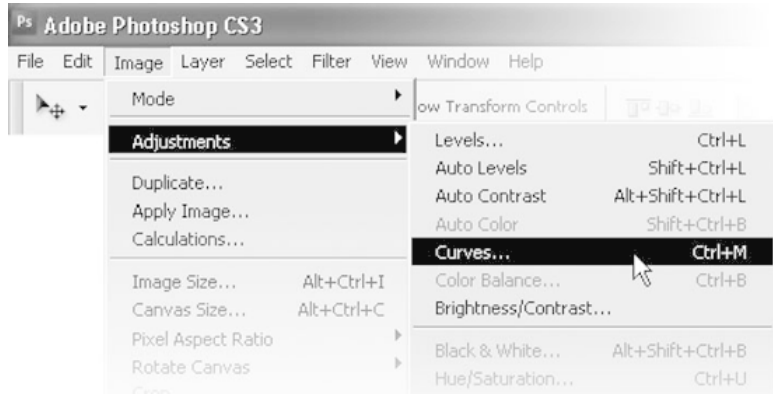 Ps Adobe Photoshop CS3
File Edit Image Layer Select Filter View Window Help
Mode
ow Transform Controls
Adjustments
Duplicate...
Apply Image...
Calculations...
Image Size... Alt+Ctrl+I
Canvas Size... Alt+Ctrl+C
Pixel Aspect Ratio
Rotate Canvas
Crop
Levels... Ctrl+L
Auto Levels Shift+Ctrl+L
Auto Contrast Alt+Shift+Ctrl+L
Auto Color Shift+Ctrl+B
Curves... Ctrl+M
Color Balance... Ctrl+B
Brightness/Contrast...
Black & White... Alt+Shift+Ctrl+B
Hue/Saturation... Ctrl+U